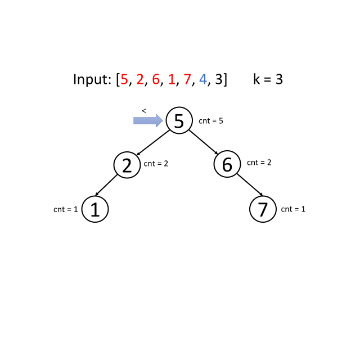 Input: [5, 2, 6, 1, 7, 4, 3] k = 3
<
5 cnt = 5
2 cnt = 2 6 cnt = 2
cnt = 1 1 7 cnt = 1